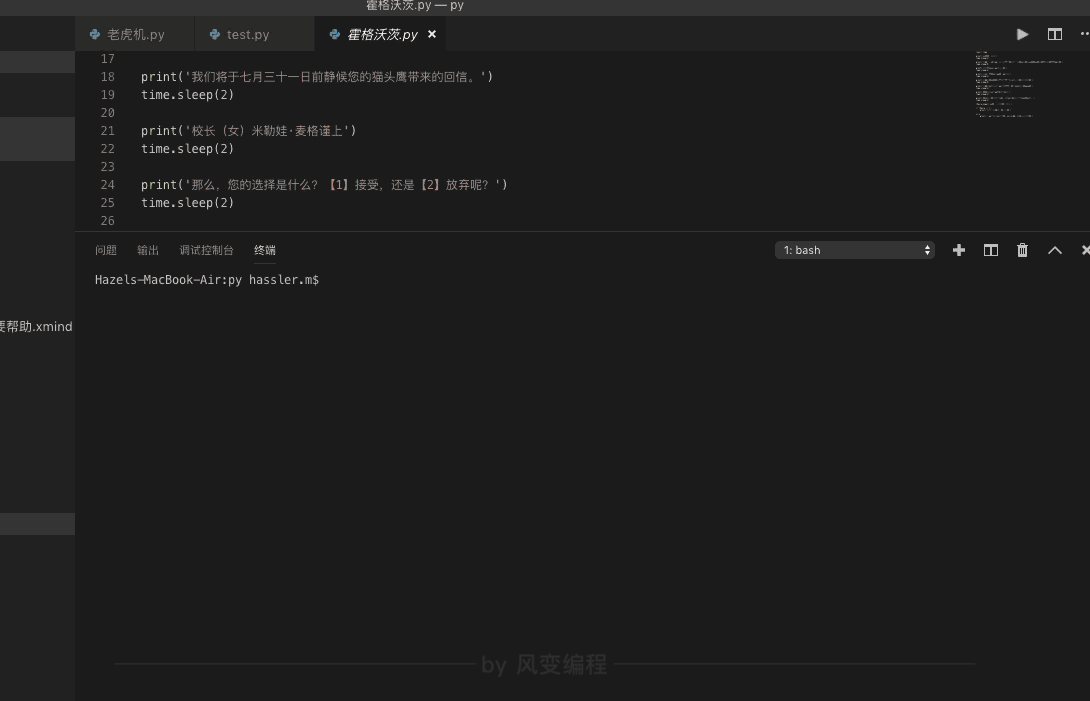 霍格沃茨.py — py
老虎机.py
test.py
霍格沃茨.py ×
17
18 print('我们将于七月三十一日前静候您的猫头鹰带来的回信。')
19 time.sleep(2)
20
21 print('校长（女）米勒娃·麦格谨上')
22 time.sleep(2)
23
24 print('那么，您的选择是什么？【1】接受，还是【2】放弃呢？')
25 time.sleep(2)
26
问题 输出 调试控制台 终端 1: bash
Hazels-MacBook-Air:py hassler.m$
要帮助.xmind
by 风变编程